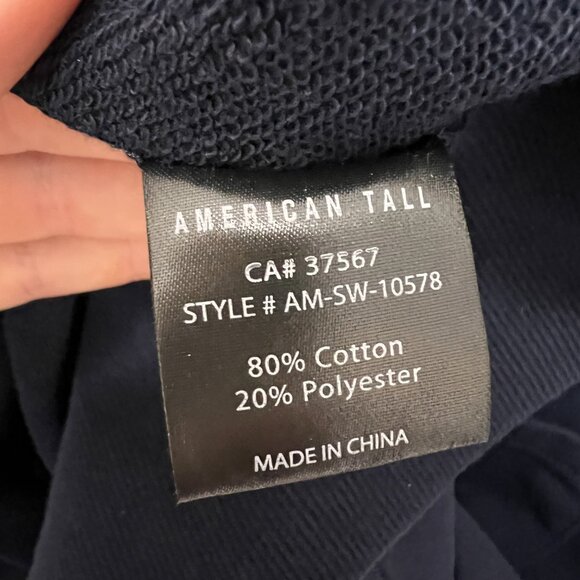 AMERICAN TALL
CA# 37567
STYLE # AM-SW-10578
80% Cotton
20% Polyester
MADE IN CHINA